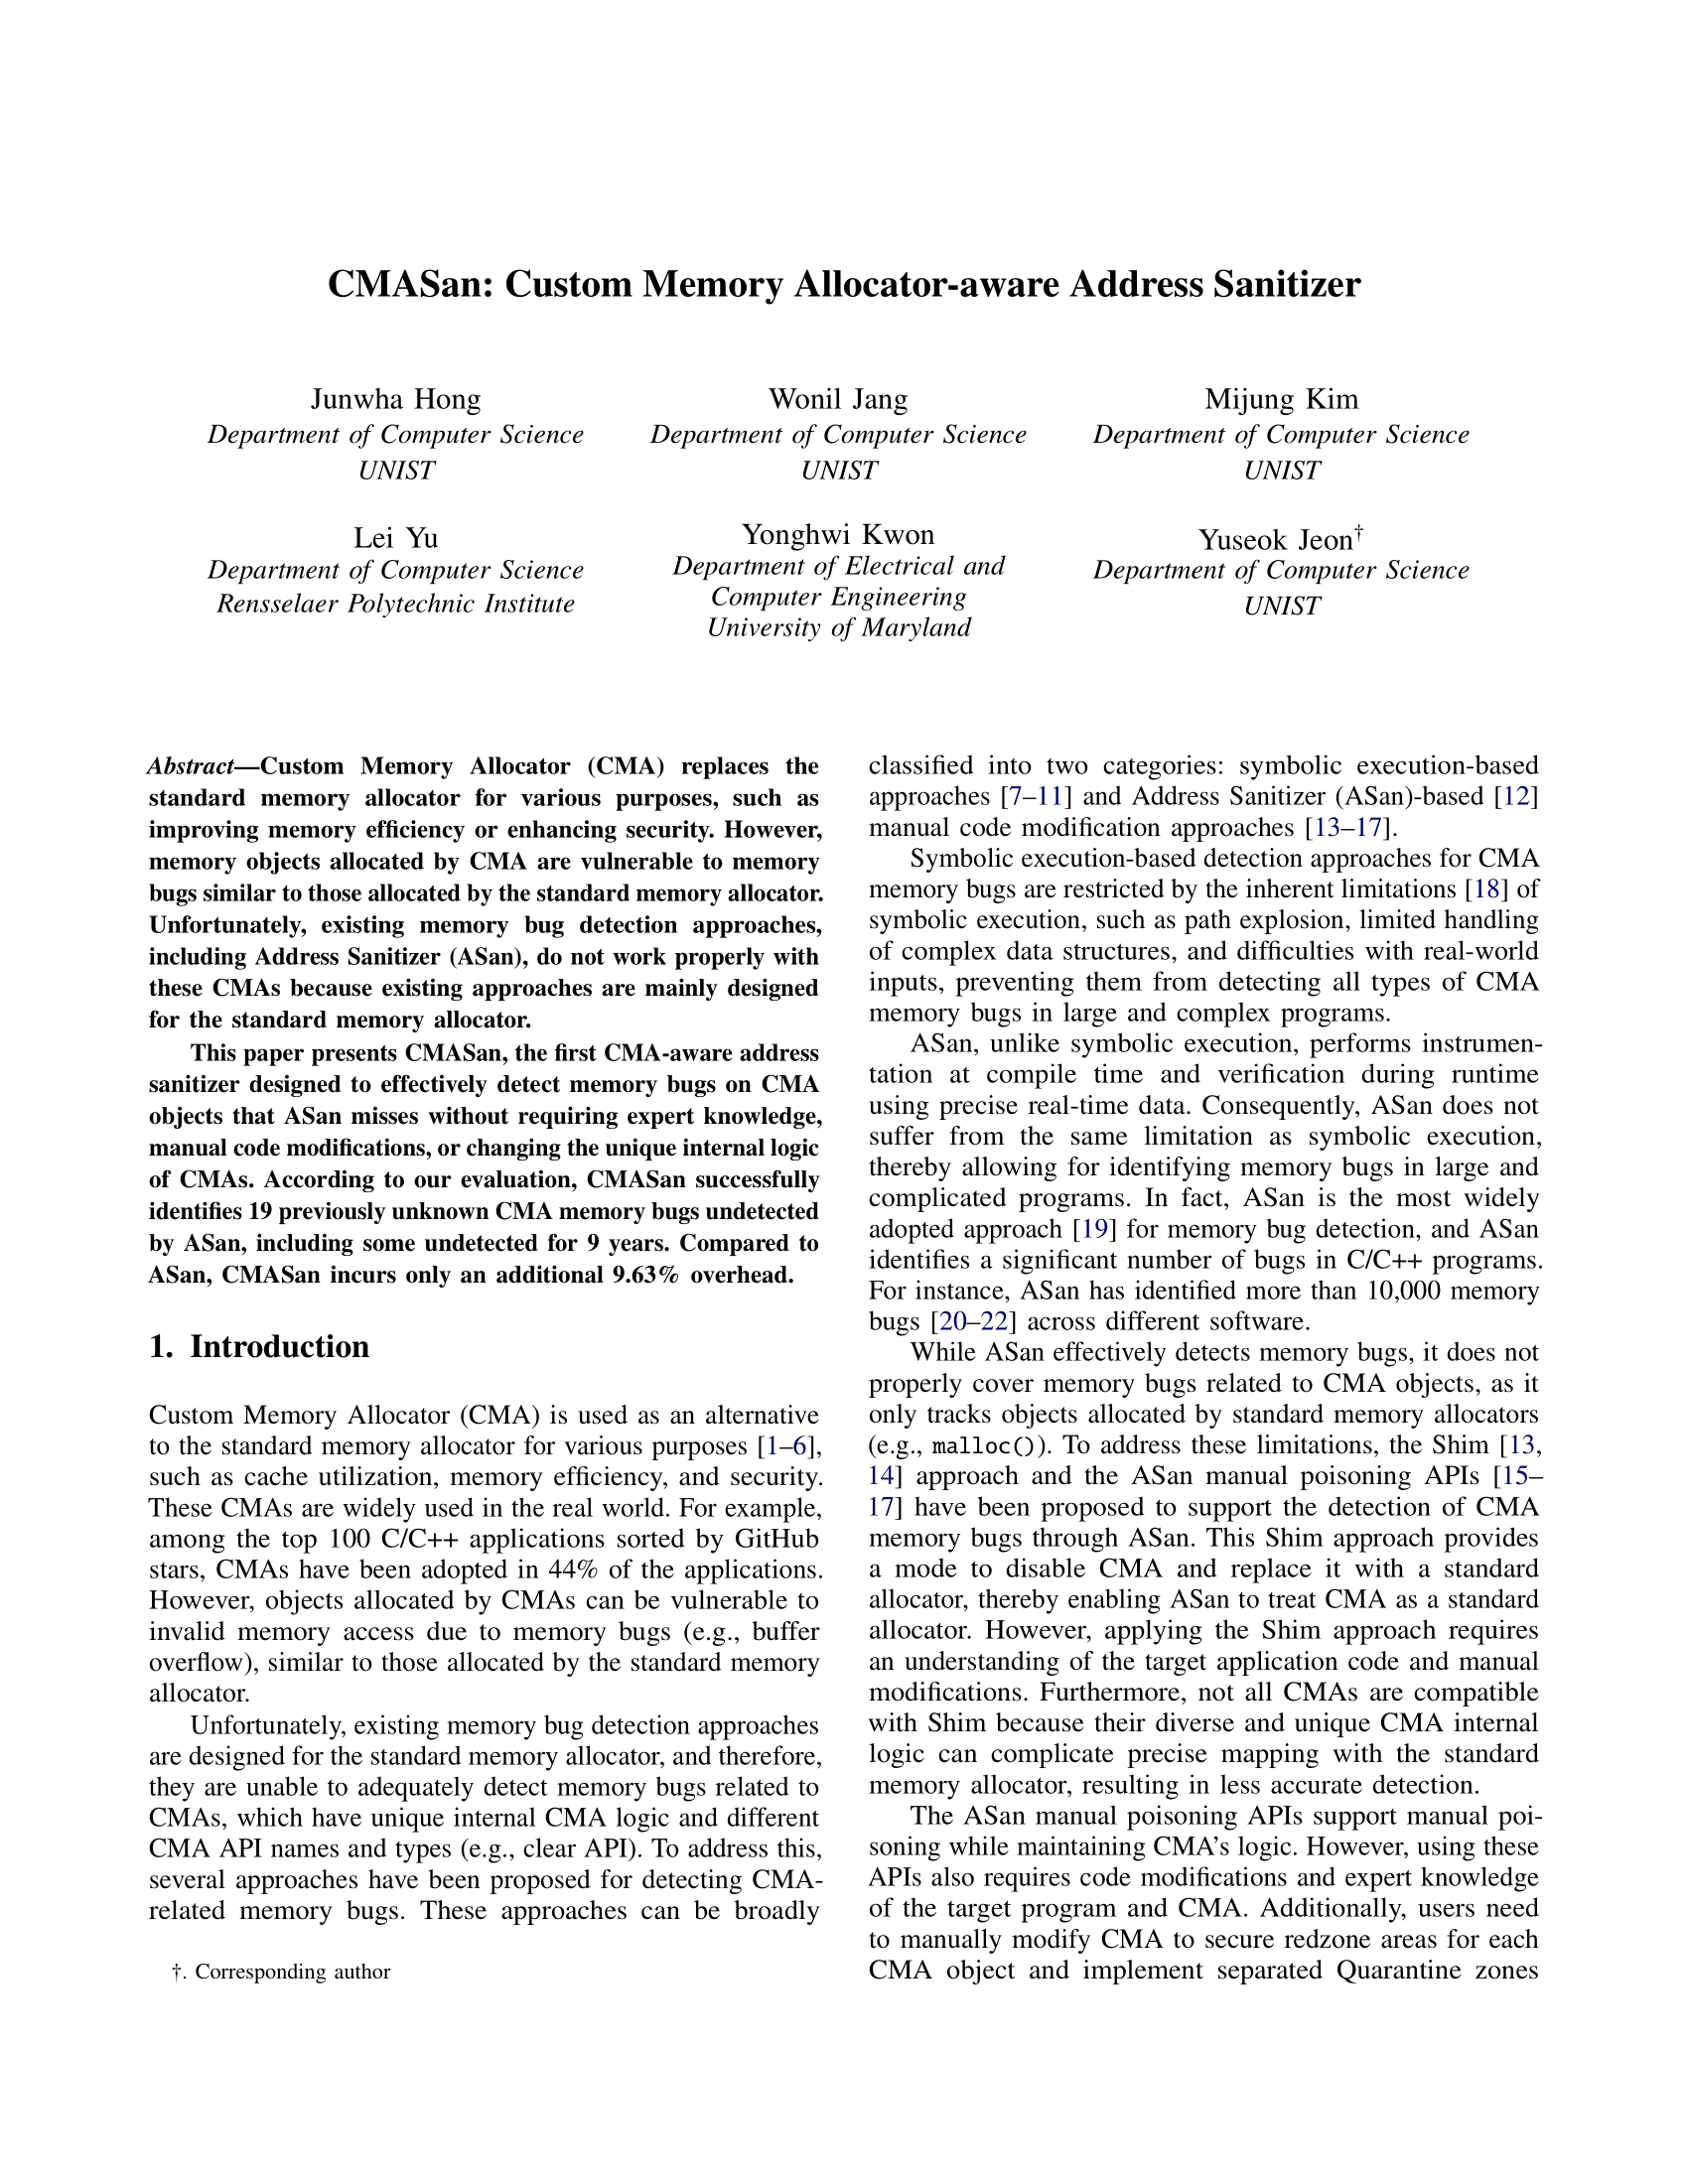 CMASan: Custom Memory Allocator-aware Address Sanitizer
Junwha Hong
Department of Computer Science
UNIST
Wonil Jang
Department of Computer Science
UNIST
Mijung Kim
Department of Computer Science
UNIST
Lei Yu
Department of Computer Science
Rensselaer Polytechnic Institute
Yonghwi Kwon
Department of Electrical and
Computer Engineering
University of Maryland
Yuseok Jeon†
Department of Computer Science
UNIST
Abstract—Custom Memory Allocator (CMA) replaces the
standard memory allocator for various purposes, such as
improving memory efficiency or enhancing security. However,
memory objects allocated by CMA are vulnerable to memory
bugs similar to those allocated by the standard memory allocator.
Unfortunately, existing memory bug detection approaches,
including Address Sanitizer (ASan), do not work properly with
these CMAs because existing approaches are mainly designed
for the standard memory allocator.
This paper presents CMASan, the first CMA-aware address
sanitizer designed to effectively detect memory bugs on CMA
objects that ASan misses without requiring expert knowledge,
manual code modifications, or changing the unique internal logic
of CMAs. According to our evaluation, CMASan successfully
identifies 19 previously unknown CMA memory bugs undetected
by ASan, including some undetected for 9 years. Compared to
ASan, CMASan incurs only an additional 9.63% overhead.
1. Introduction
Custom Memory Allocator (CMA) is used as an alternative
to the standard memory allocator for various purposes [1–6],
such as cache utilization, memory efficiency, and security.
These CMAs are widely used in the real world. For example,
among the top 100 C/C++ applications sorted by GitHub
stars, CMAs have been adopted in 44% of the applications.
However, objects allocated by CMAs can be vulnerable to
invalid memory access due to memory bugs (e.g., buffer
overflow), similar to those allocated by the standard memory
allocator.
Unfortunately, existing memory bug detection approaches
are designed for the standard memory allocator, and therefore,
they are unable to adequately detect memory bugs related to
CMAs, which have unique internal CMA logic and different
CMA API names and types (e.g., clear API). To address this,
several approaches have been proposed for detecting CMA-
related memory bugs. These approaches can be broadly
†. Corresponding author
classified into two categories: symbolic execution-based
approaches [7–11] and Address Sanitizer (ASan)-based [12]
manual code modification approaches [13–17].
Symbolic execution-based detection approaches for CMA
memory bugs are restricted by the inherent limitations [18] of
symbolic execution, such as path explosion, limited handling
of complex data structures, and difficulties with real-world
inputs, preventing them from detecting all types of CMA
memory bugs in large and complex programs.
ASan, unlike symbolic execution, performs instrumen-
tation at compile time and verification during runtime
using precise real-time data. Consequently, ASan does not
suffer from the same limitation as symbolic execution,
thereby allowing for identifying memory bugs in large and
complicated programs. In fact, ASan is the most widely
adopted approach [19] for memory bug detection, and ASan
identifies a significant number of bugs in C/C++ programs.
For instance, ASan has identified more than 10,000 memory
bugs [20–22] across different software.
While ASan effectively detects memory bugs, it does not
properly cover memory bugs related to CMA objects, as it
only tracks objects allocated by standard memory allocators
(e.g., malloc()). To address these limitations, the Shim [13,
14] approach and the ASan manual poisoning APIs [15–
17] have been proposed to support the detection of CMA
memory bugs through ASan. This Shim approach provides
a mode to disable CMA and replace it with a standard
allocator, thereby enabling ASan to treat CMA as a standard
allocator. However, applying the Shim approach requires
an understanding of the target application code and manual
modifications. Furthermore, not all CMAs are compatible
with Shim because their diverse and unique CMA internal
logic can complicate precise mapping with the standard
memory allocator, resulting in less accurate detection.
The ASan manual poisoning APIs support manual poi-
soning while maintaining CMA’s logic. However, using these
APIs also requires code modifications and expert knowledge
of the target program and CMA. Additionally, users need
to manually modify CMA to secure redzone areas for each
CMA object and implement separated Quarantine zones